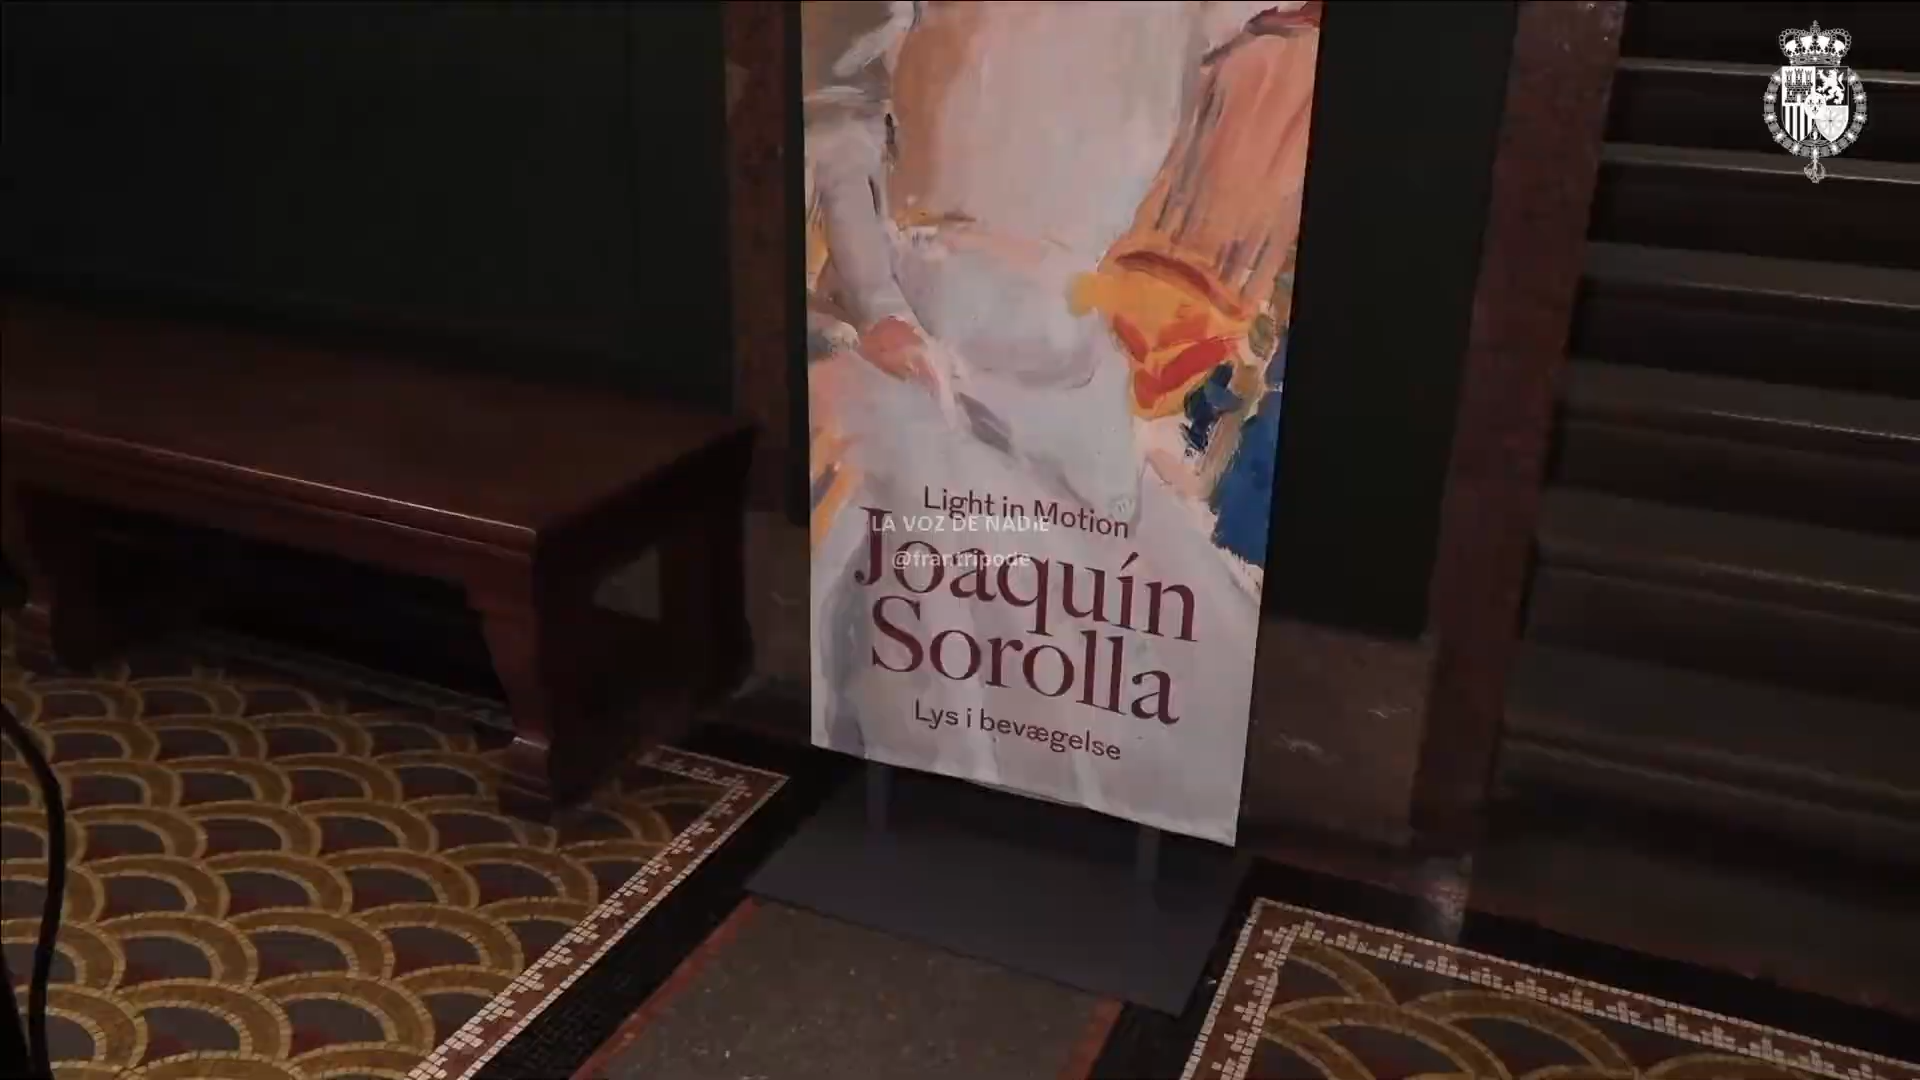 Light in Motion
LA VOZ DE NADIE
@frantripode
Joaquín
Sorolla
Lys i bevægelse